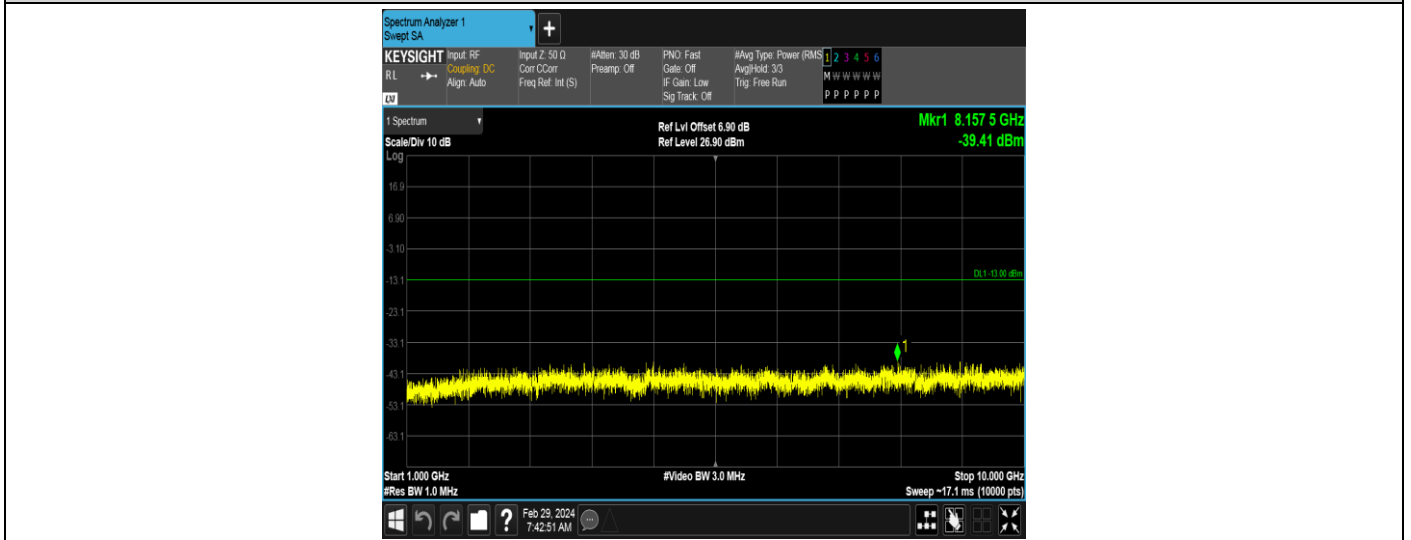 Spectrum Analyzer 1
Swept SA
+
KEYSIGHT
RL
LXI
Input: RF
Coupling: DC
Align: Auto
Input Z: 50 Ω
Corr CCorr
Freq Ref: Int (S)
#Atten: 30 dB
Preamp: Off
PNO: Fast
Gate: Off
IF Gain: Low
Sig Track: Off
#Avg Type: Power (RMS
Avg|Hold: 3/3
Trig: Free Run
1 2 3 4 5 6
M W W W W W
P P P P P P
1 Spectrum
Scale/Div 10 dB
Ref Lvl Offset 6.90 dB
Ref Level 26.90 dBm
Mkr1 8.157 5 GHz
-39.41 dBm
Log
16.9
6.90
-3.10
DL1 -13.00 dBm
-13.1
-23.1
-33.1
1
-43.1
-53.1
-63.1
Start 1.000 GHz
#Video BW 3.0 MHz
Stop 10.000 GHz
#Res BW 1.0 MHz
Sweep ~17.1 ms (10000 pts)
?
Feb 29, 2024
7:42:51 AM